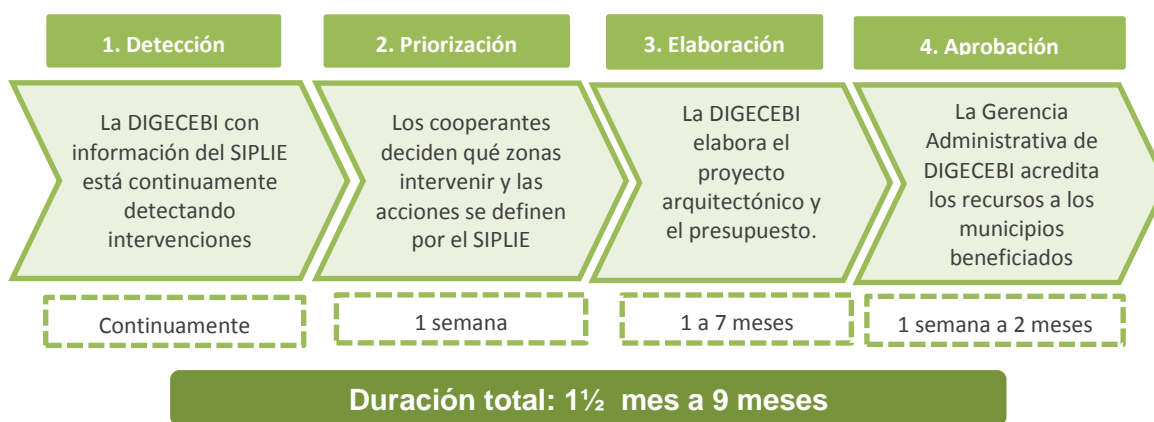 1. Detección
2. Priorización
3. Elaboración
4. Aprobación
La DIGECEBI con
información del SIPLIE
está continuamente
detectando
intervenciones
Los cooperantes
deciden qué zonas
intervenir y las
acciones se definen
por el SIPLIE
La DIGECEBI
elabora el
proyecto
arquitectónico y
el presupuesto.
La Gerencia
Administrativa de
DIGECEBI acredita
los recursos a los
municipios
beneficiados
Continuamente
1 semana
1 a 7 meses
1 semana a 2 meses
Duración total: 1½ mes a 9 meses